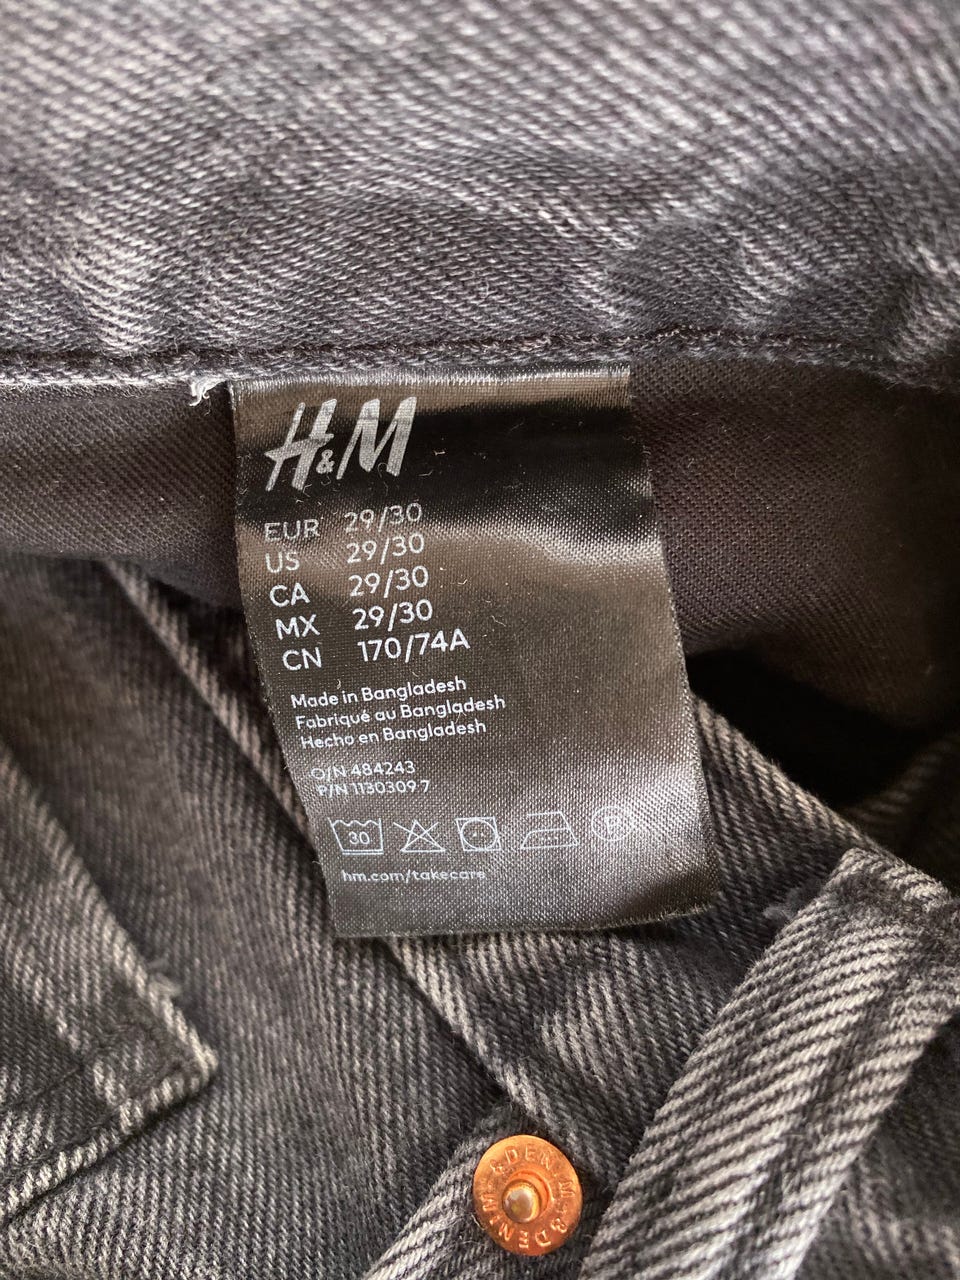 H&M
EUR 29/30
US 29/30
CA 29/30
MX 29/30
CN 170/74A
Made in Bangladesh
Fabriqué au Bangladesh
Hecho en Bangladesh
O/N 484243
P/N 1130309 7
30
P
hm.com/takecare
&DENIM-&DENIM-